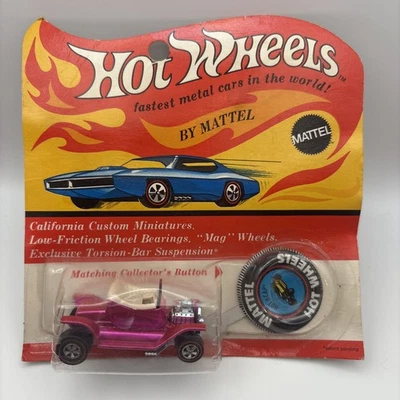 Hot Wheels™
fastest metal cars in the world!
BY MATTEL
MATTEL
California Custom Miniatures.
Low-Friction Wheel Bearings. "Mag" Wheels.
Exclusive Torsion-Bar Suspension*
Matching Collector's Button
HOT WHEELS
MATTEL